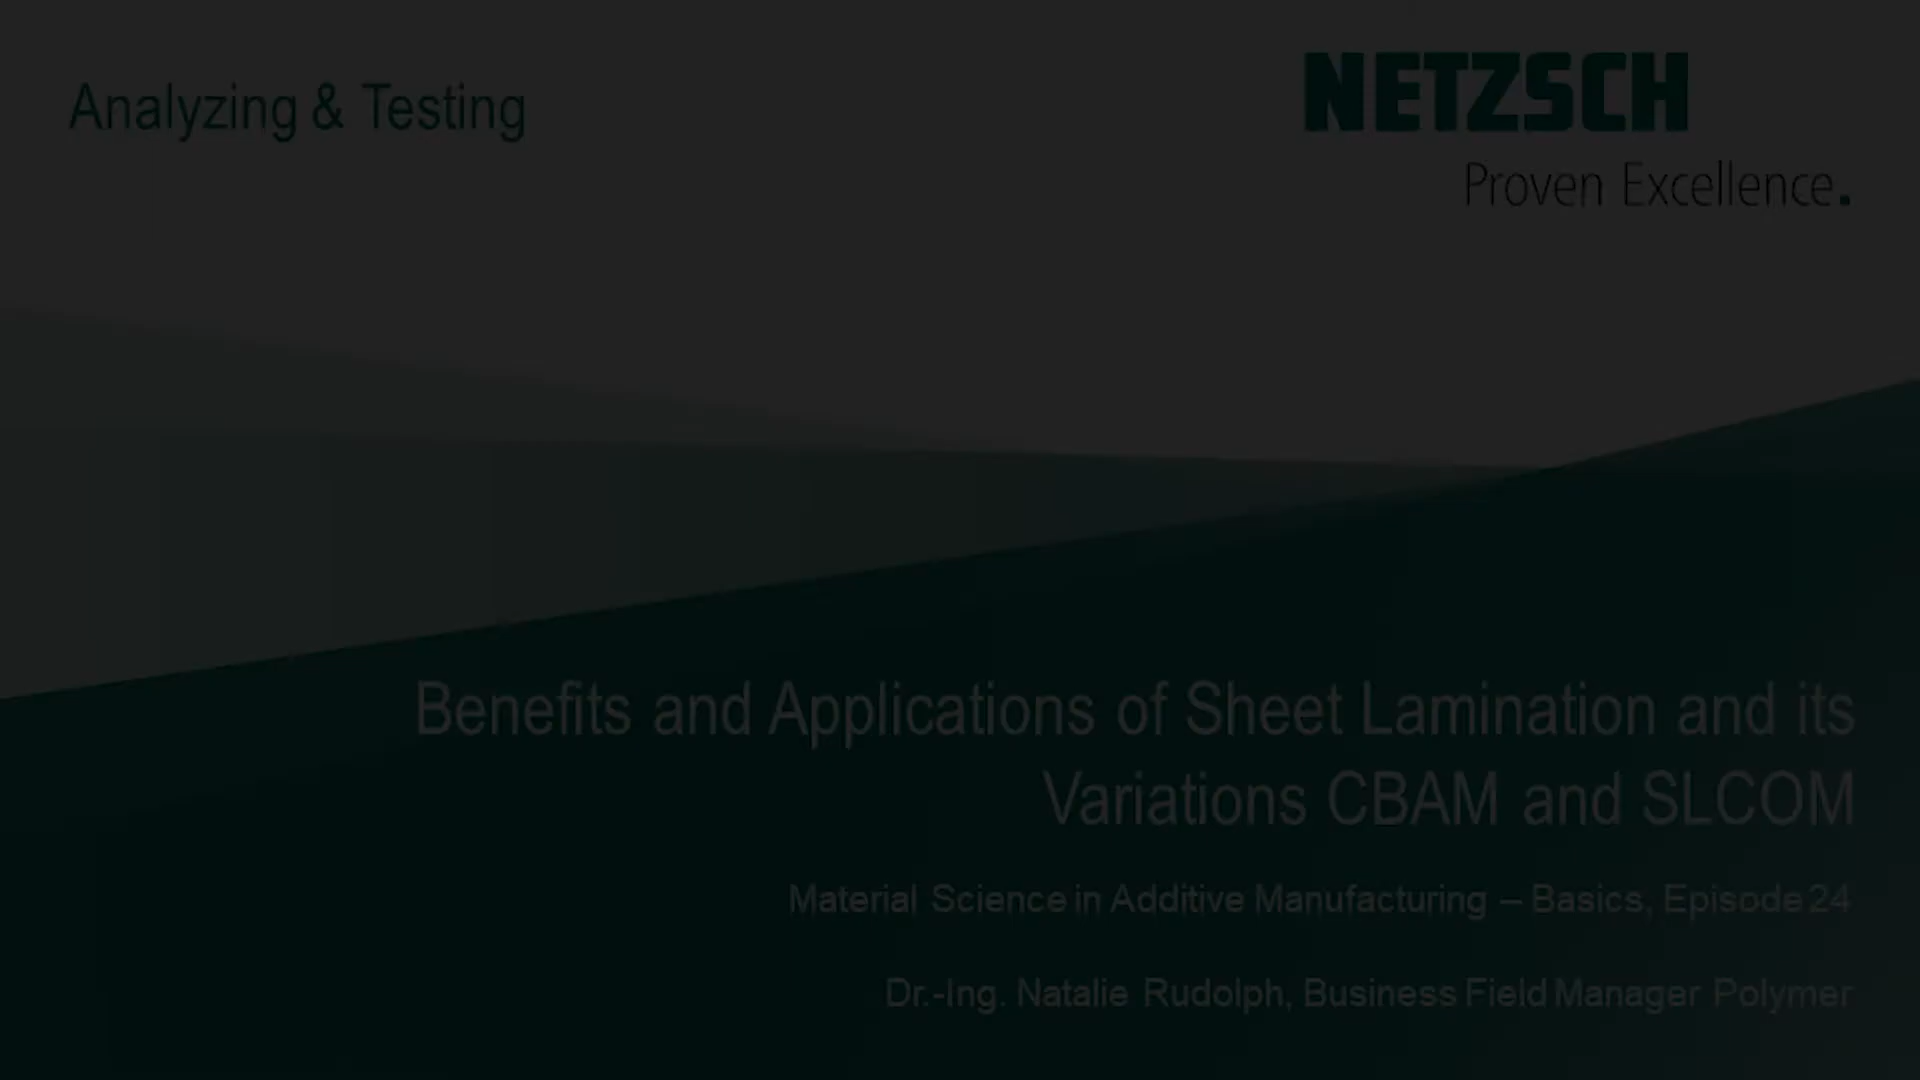 Analyzing & Testing
NETZSCH
Proven Excellence.
Benefits and Applications of Sheet Lamination and its
Variations CBAM and SLCOM
Material Science in Additive Manufacturing – Basics, Episode 24
Dr.-Ing. Natalie Rudolph, Business Field Manager Polymer